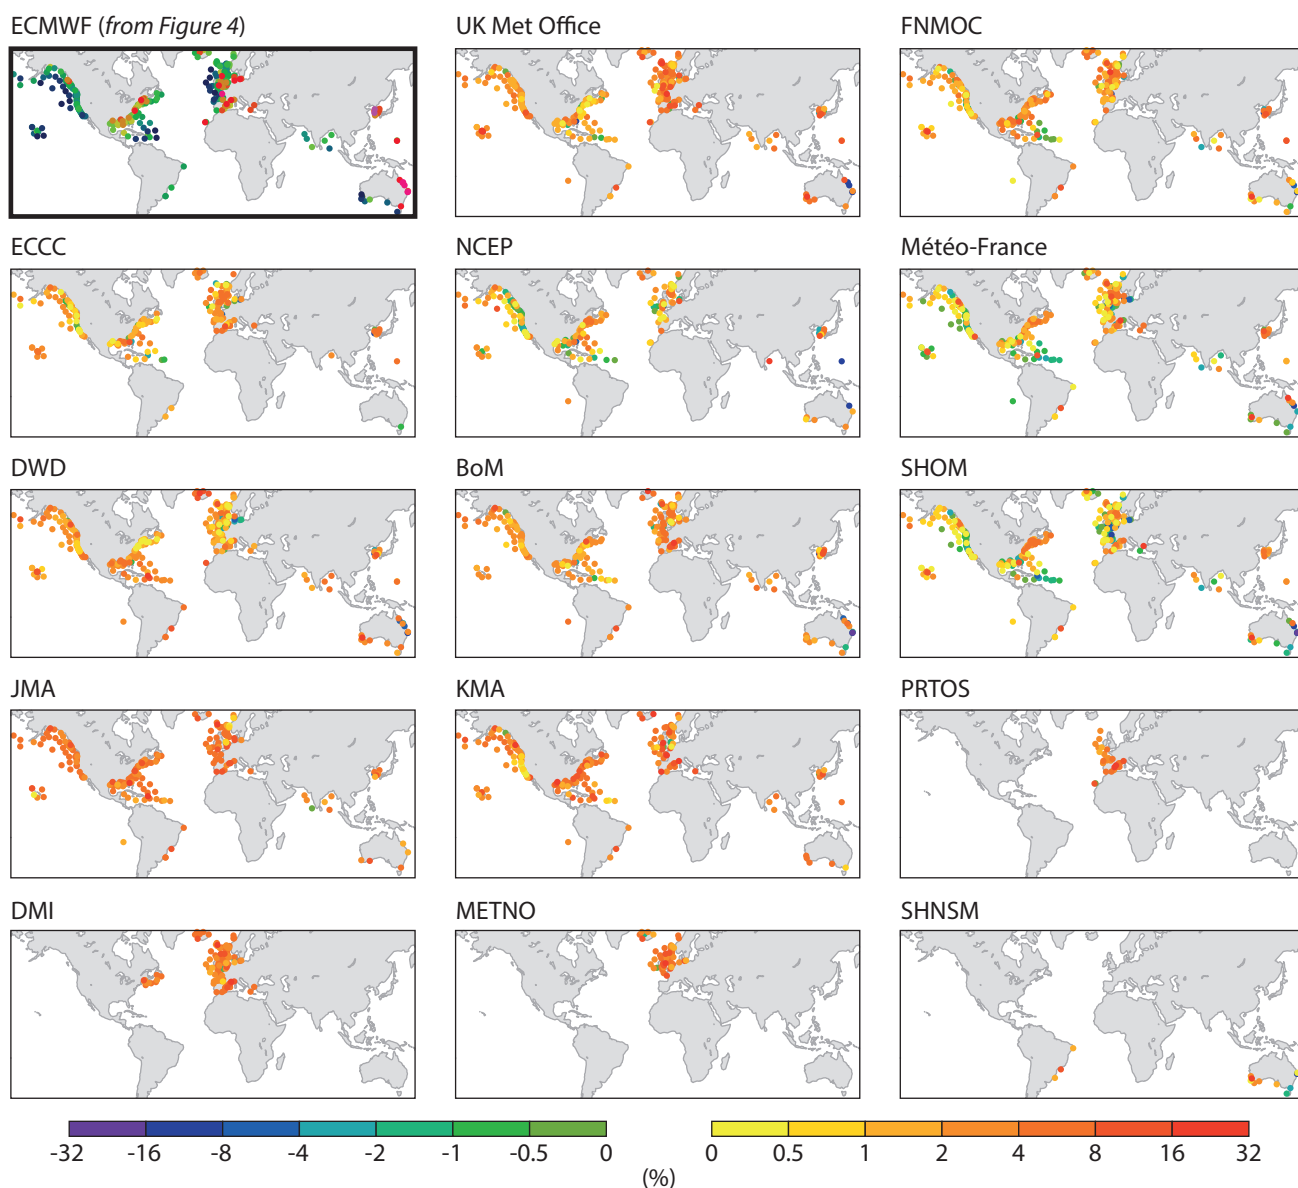 ECMWF (from Figure 4)
UK Met Office
FNMOC
ECCC
NCEP
Météo-France
DWD
BoM
SHOM
JMA
KMA
PRTOS
DMI
METNO
SHNSM
-32 -16 -8 -4 -2 -1 -0.5 0
0 0.5 1 2 4 8 16 32
(%)